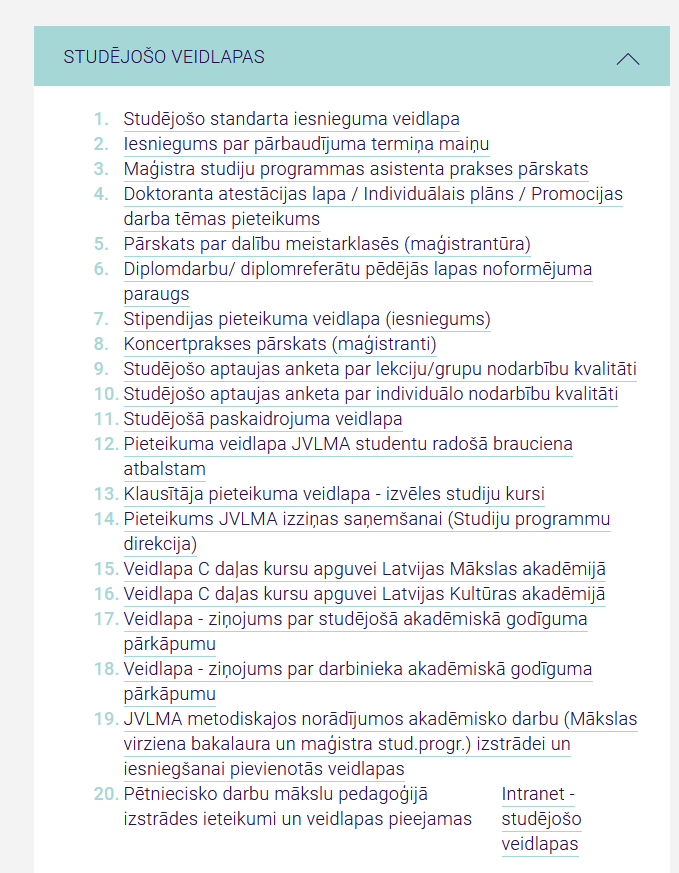 STUDĒJOŠO VEIDLAPAS
1. Studējošo standarta iesnieguma veidlapa
2. Iesniegums par pārbaudījuma termiņa maiņu
3. Maģistra studiju programmas asistenta prakses pārskats
4. Doktoranta atestācijas lapa / Individuālais plāns / Promocijas
darba tēmas pieteikums
5. Pārskats par dalību meistarklasēs (maģistrantūra)
6. Diplomdarbu/ diplomreferātu pēdējās lapas noformējuma
paraugs
7. Stipendijas pieteikuma veidlapa (iesniegums)
8. Koncertprakses pārskats (maģistranti)
9. Studējošo aptaujas anketa par lekciju/grupu nodarbību kvalitāti
10. Studējošo aptaujas anketa par individuālo nodarbību kvalitāti
11. Studējošā paskaidrojuma veidlapa
12. Pieteikuma veidlapa JVLMA studentu radošā brauciena
atbalstam
13. Klausītāja pieteikuma veidlapa - izvēles studiju kursi
14. Pieteikums JVLMA izziņas saņemšanai (Studiju programmu
direkcija)
15. Veidlapa C daļas kursu apguvei Latvijas Mākslas akadēmijā
16. Veidlapa C daļas kursu apguvei Latvijas Kultūras akadēmijā
17. Veidlapa - ziņojums par studējošā akadēmiskā godīguma
pārkāpumu
18. Veidlapa - ziņojums par darbinieka akadēmiskā godīguma
pārkāpumu
19. JVLMA metodiskajos norādījumos akadēmisko darbu (Mākslas
virziena bakalaura un maģistra stud.progr.) izstrādei un
iesniegšanai pievienotās veidlapas
20. Pētniecisko darbu mākslu pedagoģijā
izstrādes ieteikumi un veidlapas pieejamas
Intranet -
studējošo
veidlapas